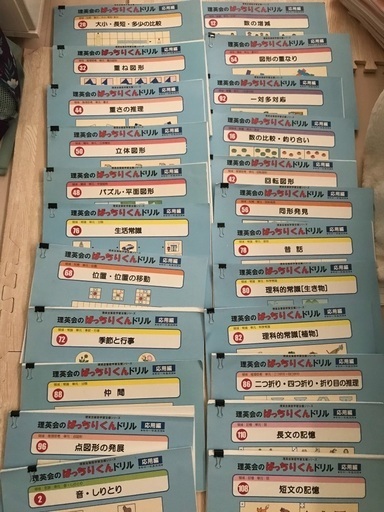 理英会のばっちりくんドリル 応用編
26 大小・長短・多少の比較
理英会のばっちりくんドリル 応用編
32 重ね図形
理英会のばっちりくんドリル 応用編
44 重さの推理
理英会のばっちりくんドリル 応用編
立体図形
理英会のばっちりくんドリル 応用編
48 パズル・平面図形
理英会のばっちりくんドリル 応用編
76 生活常識
理英会のばっちりくんドリル 応用編
位置・位置の移動
理英会のばっちりくんドリル 応用編
72 季節と行事
理英会のばっちりくんドリル 応用編
68 仲間
理英会のばっちりくんドリル 応用編
点図形の発展
理英会のばっちりくんドリル 応用編
2 音・しりとり
12 数の増減
理英会のばっちりくんドリル 応用編
54 図形の重なり
理英会のばっちりくんドリル 応用編
一対多対応
理英会のばっちりくんドリル 応用編
数の比較・釣り合い
理英会のばっちりくんドリル 応用編
42 回転図形
理英会のばっちりくんドリル 応用編
同形発見
理英会のばっちりくんドリル 応用編
78 昔話
理英会のばっちりくんドリル 応用編
80 理科的常識[生き物]
理英会のばっちりくんドリル 応用編
82 理科的常識[植物]
理英会のばっちりくんドリル 応用編
二つ折り・四つ折り・折り目の推理
理英会のばっちりくんドリル 応用編
110 長文の記憶
理英会のばっちりくんドリル 応用編
短文の記憶